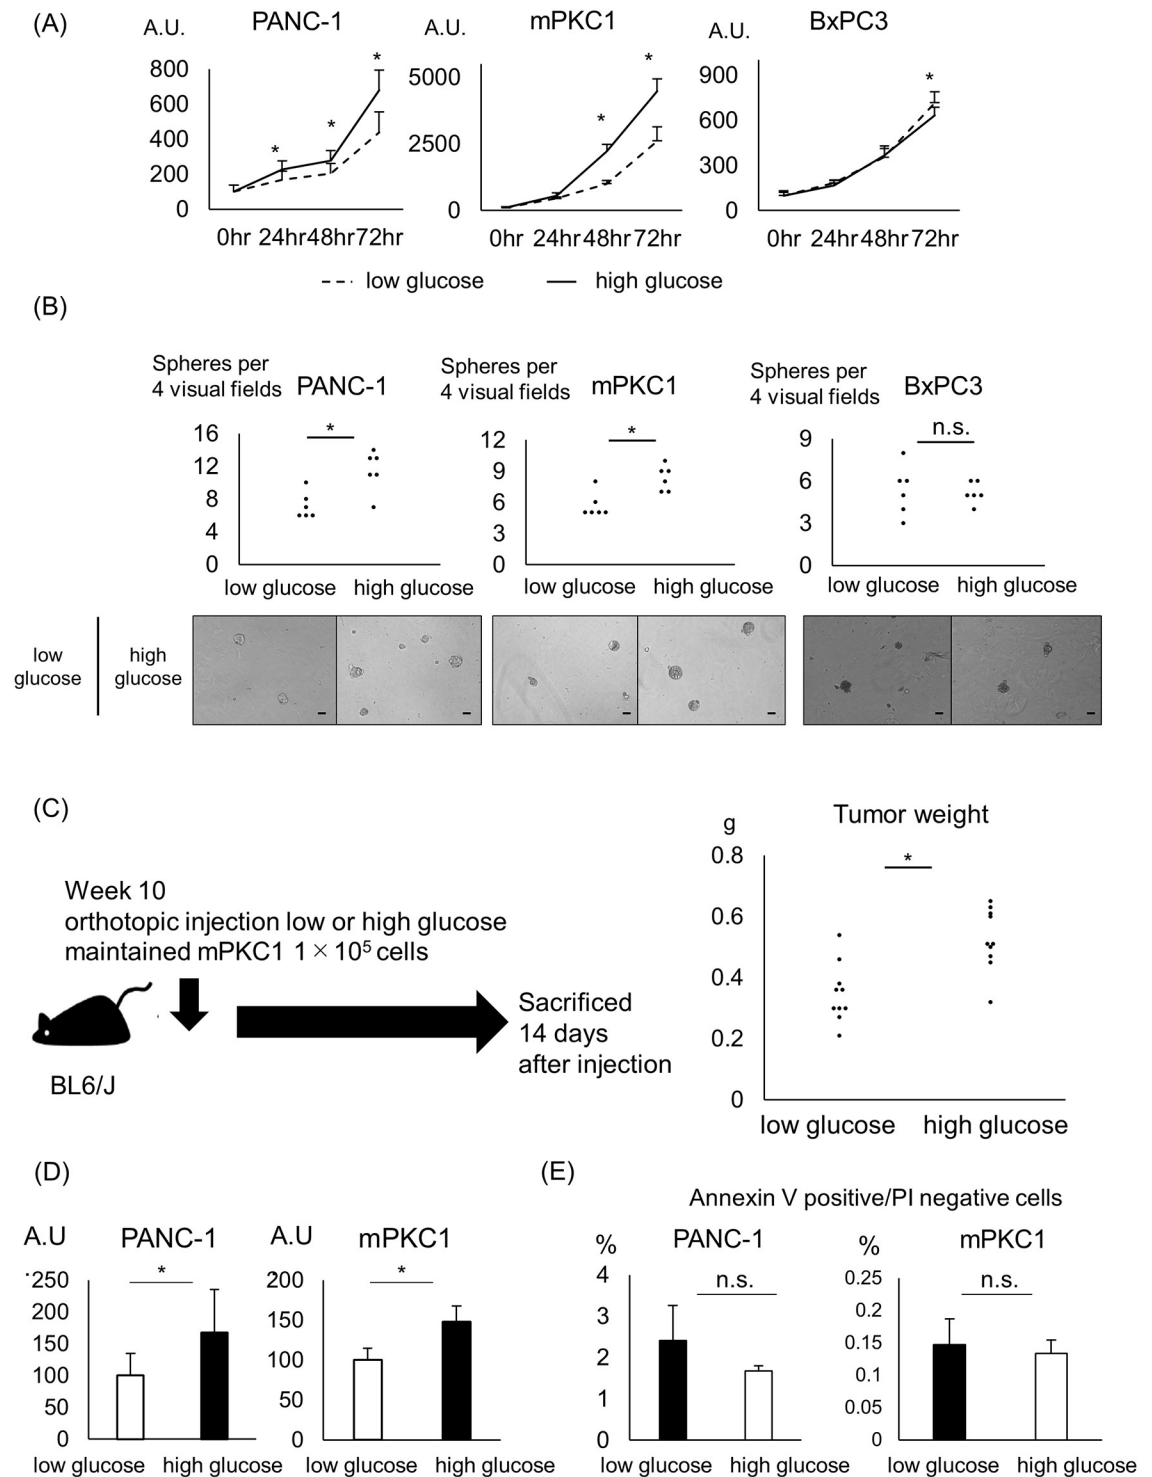 (A)
PANC-1
A.U.
800
600
400
200
0
*
*
*
0hr 24hr 48hr 72hr
mPKC1
A.U.
5000
2500
0
*
*
0hr 24hr 48hr 72hr
BxPC3
A.U.
900
600
300
0
*
0hr 24hr 48hr 72hr
low glucose
high glucose
(B)
Spheres per
4 visual fields
PANC-1
16
12
8
4
0
*
low glucose high glucose
Spheres per
4 visual fields
mPKC1
12
9
6
3
0
*
low glucose high glucose
Spheres per
4 visual fields
BxPC3
9
6
3
0
n.s.
low glucose high glucose
low
glucose
high
glucose
(C)
Week 10
orthotopic injection low or high glucose
maintained mPKC1 1×10⁵ cells
BL6/J
Sacrificed
14 days
after injection
Tumor weight
g
0.8
0.6
0.4
0.2
0
*
low glucose high glucose
(D)
A.U
PANC-1
250
200
150
100
50
0
*
low glucose high glucose
A.U
mPKC1
200
150
100
50
0
*
low glucose high glucose
(E)
Annexin V positive/PI negative cells
%
PANC-1
4
3
2
1
0
n.s.
low glucose high glucose
%
mPKC1
0.25
0.2
0.15
0.1
0.05
0
n.s.
low glucose high glucose